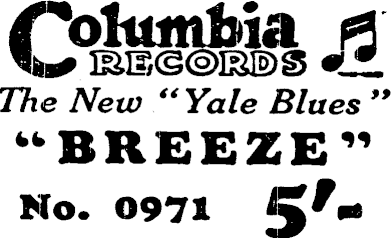 Columbia
RECORDS
The New "Yale Blues"
"BREEZE"
No. 0971 5'-